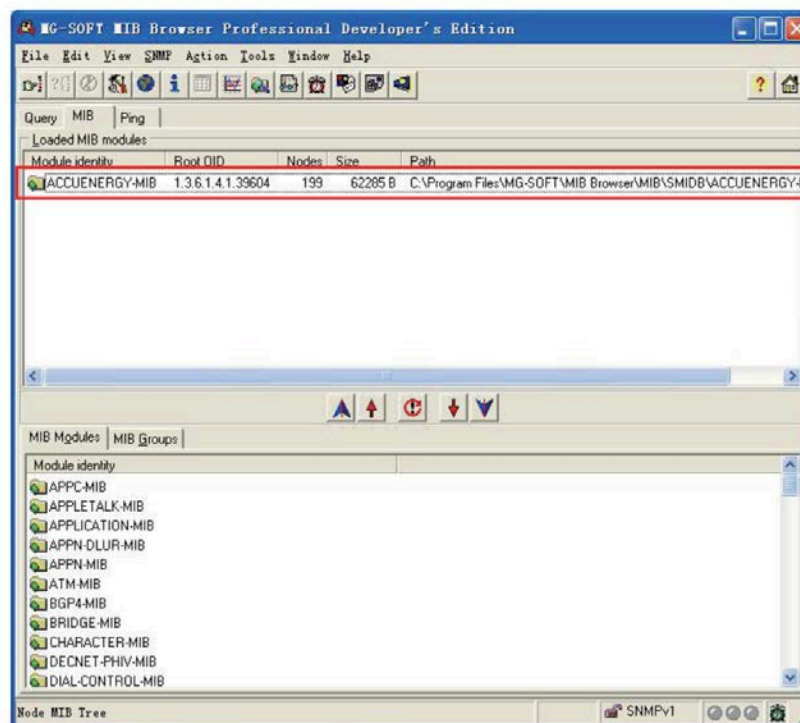 MG-SOFT MIB Browser Professional Developer's Edition
File Edit View SNMP Action Tools Window Help
Query MIB Ping
Loaded MIB modules
Module identity Root OID Nodes Size Path
ACCUENERGY-MIB 1.3.6.1.4.1.39604 199 62285 B C:\Program Files\MG-SOFT\MIB Browser\MIB\SMIDB\ACCUENERGY-
MIB Modules MIB Groups
Module identity
APPC-MIB
APPLETALK-MIB
APPLICATION-MIB
APPN-DLUR-MIB
APPN-MIB
ATM-MIB
BGP4-MIB
BRIDGE-MIB
CHARACTER-MIB
DECNET-PHIV-MIB
DIAL-CONTROL-MIB
Node MIB Tree SNMPv1